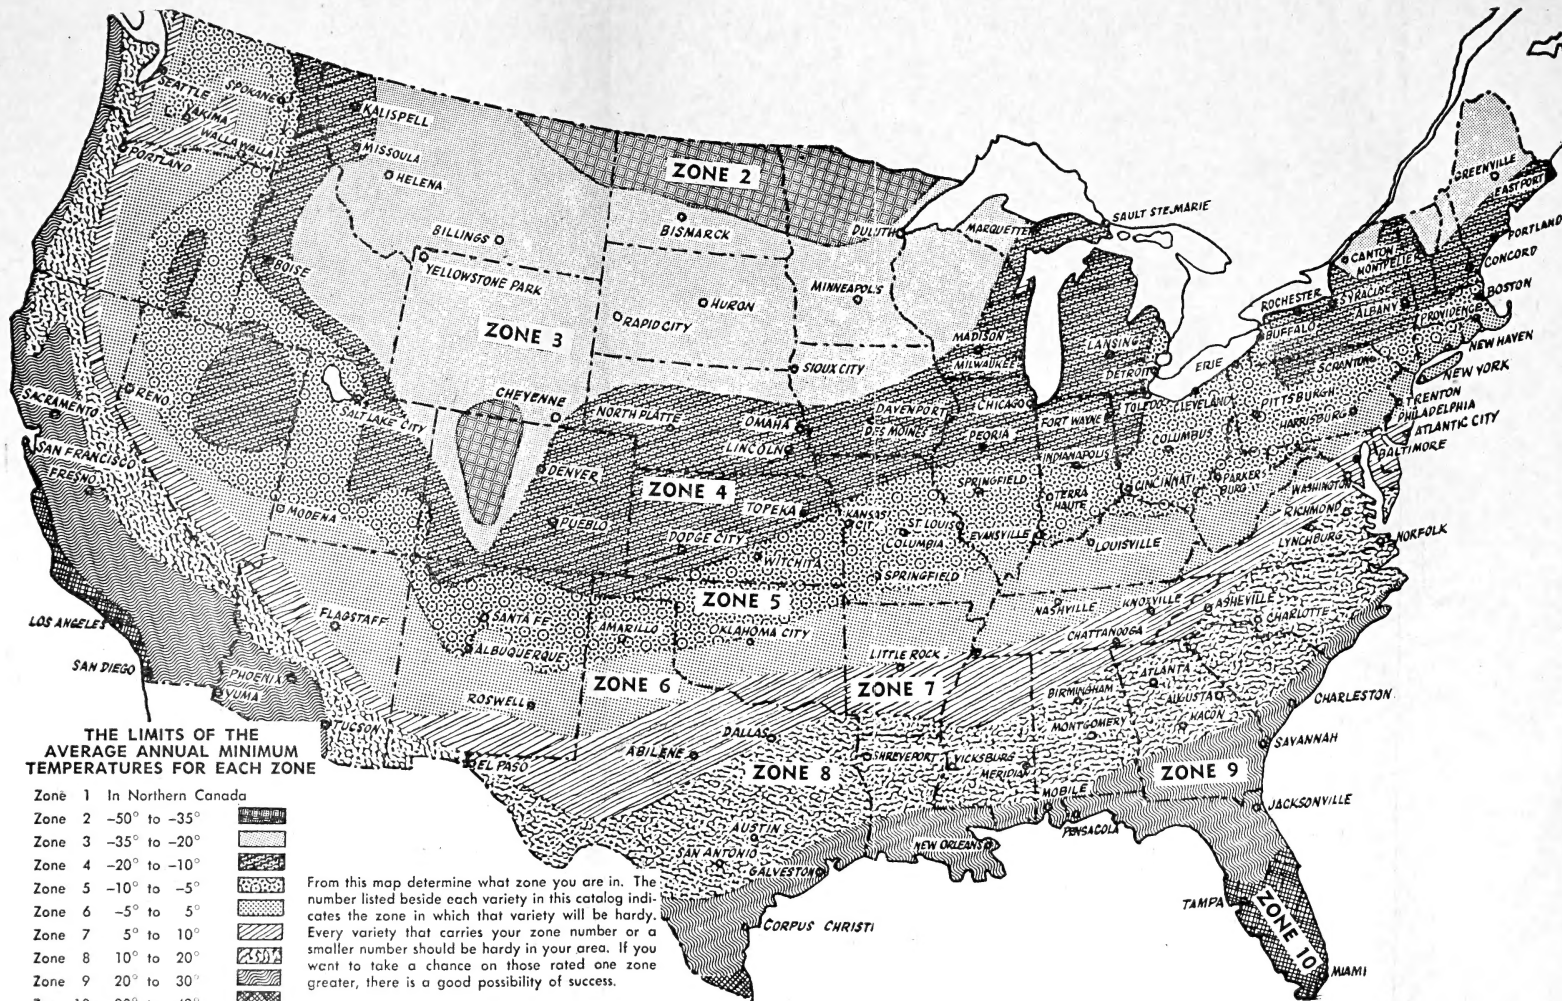 SEATTLE
SPOKANE
YAKIMA
WALLA WALLA
PORTLAND
KALISPELL
MISSOULA
HELENA
BILLINGS
YELLOWSTONE PARK
BOISE
ZONE 2
BISMARCK
DULUTH
MARQUETTE
SAULT STE. MARIE
GREENVILLE
EASTPORT
PORTLAND
CANTON
MONTPELIER
CONCORD
ROCHESTER
SYRACUSE
BOSTON
BUFFALO
ALBANY
PROVIDENCE
NEW HAVEN
ZONE 3
RAPID CITY
HURON
MINNEAPOLIS
MADISON
MILWAUKEE
LANSING
DETROIT
ERIE
SCRANTON
NEW YORK
SIOUX CITY
RENO
SACRAMENTO
SALT LAKE CITY
CHEYENNE
NORTH PLATTE
OMAHA
LINCOLN
DAVENPORT
DES MOINES
CHICAGO
PEORIA
FORT WAYNE
TOLEDO
CLEVELAND
PITTSBURGH
HARRISBURG
TRENTON
PHILADELPHIA
ATLANTIC CITY
BALTIMORE
SAN FRANCISCO
FRESNO
DENVER
ZONE 4
TOPEKA
SPRINGFIELD
INDIANAPOLIS
COLUMBUS
CINCINNATI
PARKER
BURG
WASHINGTON
MODENA
PUEBLO
DODGE CITY
WITCHITA
KANSAS
CITY
ST LOUIS
COLUMBIA
EVANSVILLE
TERRA
HAUTE
LOUISVILLE
RICHMOND
LYNCHBURG
NORFOLK
SPRINGFIELD
ZONE 5
LOS ANGELES
SAN DIEGO
FLAGSTAFF
SANTA FE
ALBUQUERQUE
AMARILLO
OKLAHOMA CITY
NASHVILLE
KNOXVILLE
ASHEVILLE
CHARLOTTE
CHATTANOOGA
LITTLE ROCK
PHOENIX
YUMA
TUCSON
ROSWELL
ZONE 6
ZONE 7
BIRMINGHAM
ATLANTA
AUGUSTA
MACON
MONTGOMERY
CHARLESTON
SAVANNAH
EL PASO
ABILENE
DALLAS
ZONE 8
SHREVEPORT
VICKSBURG
MERIDIAN
ZONE 9
MOBILE
PENSACOLA
JACKSONVILLE
AUSTIN
SAN ANTONIO
GALVESTON
NEW ORLEANS
CORPUS CHRISTI
TAMPA
ZONE 10
MIAMI
THE LIMITS OF THE
AVERAGE ANNUAL MINIMUM
TEMPERATURES FOR EACH ZONE
Zone 1 In Northern Canada
Zone 2 -50° to -35°
Zone 3 -35° to -20°
Zone 4 -20° to -10°
Zone 5 -10° to -5°
Zone 6 -5° to 5°
Zone 7 5° to 10°
Zone 8 10° to 20°
Zone 9 20° to 30°
From this map determine what zone you are in. The
number listed beside each variety in this catalog indi-
cates the zone in which that variety will be hardy.
Every variety that carries your zone number or a
smaller number should be hardy in your area. If you
want to take a chance on those rated one zone
greater, there is a good possibility of success.